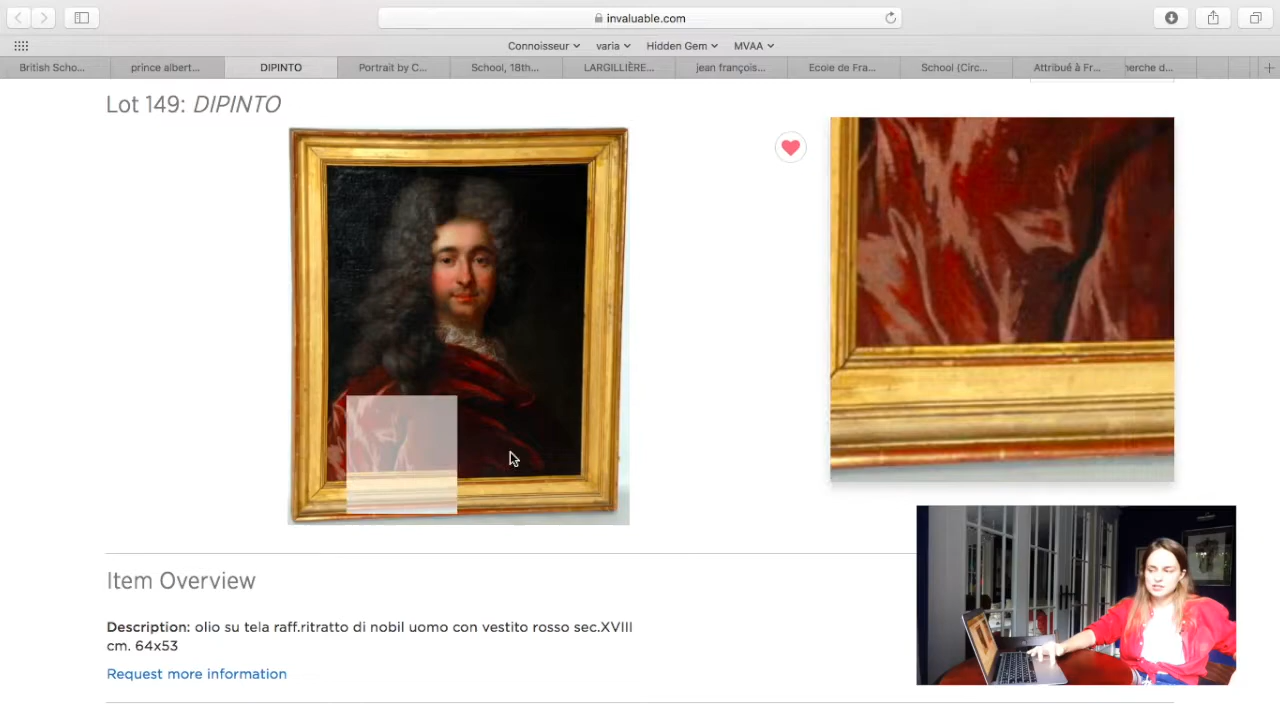 invaluable.com
Connoisseur varia Hidden Gem MVAA
British Scho... prince albert... DIPINTO Portrait by C... School, 18th... LARGILLIÈRE... jean françois... Ecole de Fra... School (Circ... Attribué à Fr... herche d...
Lot 149: DIPINTO
Item Overview
Description: olio su tela raff.ritratto di nobil uomo con vestito rosso sec.XVIII
cm. 64x53
Request more information